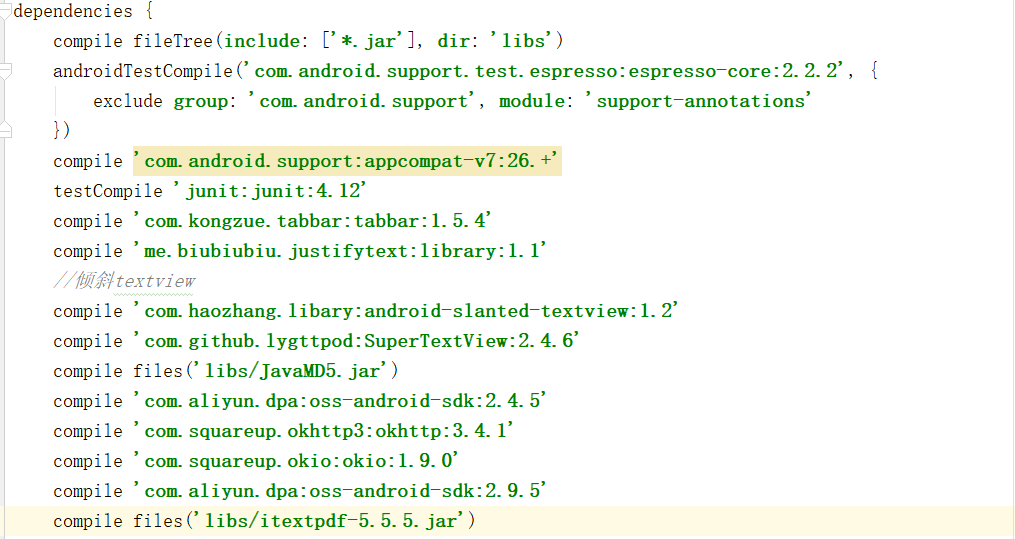 dependencies {
    compile fileTree(include: ['*.jar'], dir: 'libs')
    androidTestCompile('com.android.support.test.espresso:espresso-core:2.2.2', {
        exclude group: 'com.android.support', module: 'support-annotations'
    })
    compile 'com.android.support:appcompat-v7:26.+'
    testCompile 'junit:junit:4.12'
    compile 'com.kongzue.tabbar:tabbar:1.5.4'
    compile 'me.biubiubiu.justifytext:library:1.1'
    //倾斜textview
    compile 'com.haozhang.libary:android-slanted-textview:1.2'
    compile 'com.github.lygttpod:SuperTextView:2.4.6'
    compile files('libs/JavaMD5.jar')
    compile 'com.aliyun.dpa:oss-android-sdk:2.4.5'
    compile 'com.squareup.okhttp3:okhttp:3.4.1'
    compile 'com.squareup.okio:okio:1.9.0'
    compile 'com.aliyun.dpa:oss-android-sdk:2.9.5'
    compile files('libs/itextpdf-5.5.5.jar')